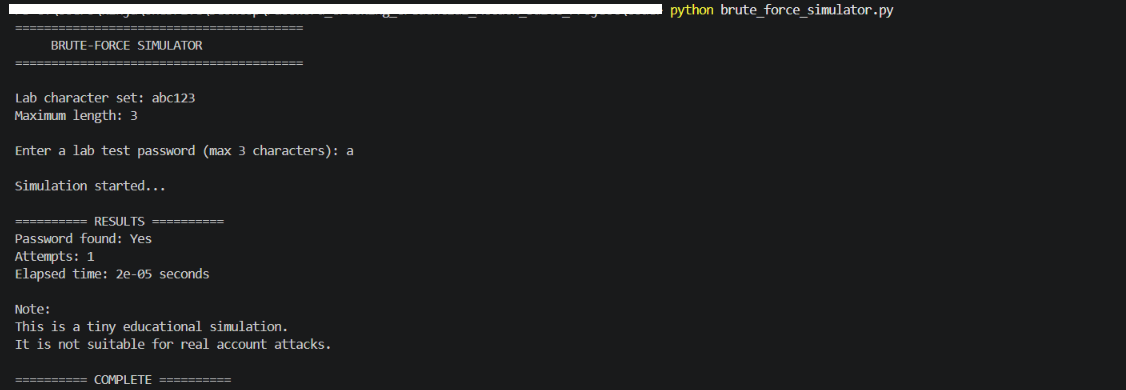 python brute_force_simulator.py
========================================
BRUTE-FORCE SIMULATOR
========================================
Lab character set: abc123
Maximum length: 3
Enter a lab test password (max 3 characters): a
Simulation started...
========== RESULTS ==========
Password found: Yes
Attempts: 1
Elapsed time: 2e-05 seconds
Note:
This is a tiny educational simulation.
It is not suitable for real account attacks.
========== COMPLETE ==========